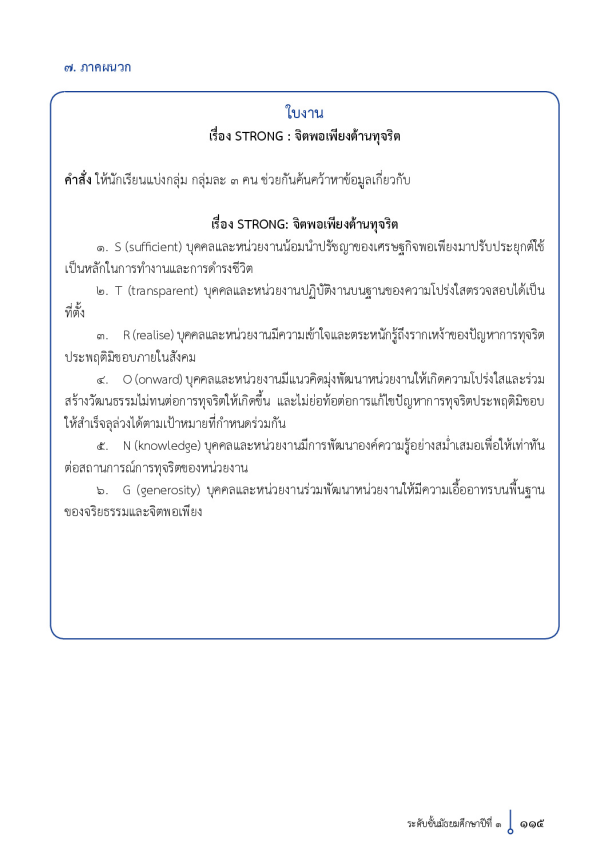 ๗. ภาคผนวก
ใบงาน
เรื่อง STRONG : จิตพอเพียงต้านทุจริต
คำสั่ง ให้นักเรียนแบ่งกลุ่ม กลุ่มละ ๓ คน ช่วยกันค้นคว้าหาข้อมูลเกี่ยวกับ
เรื่อง STRONG: จิตพอเพียงต้านทุจริต
๑. S (sufficient) บุคคลและหน่วยงานน้อมนำปรัชญาของเศรษฐกิจพอเพียงมาปรับประยุกต์ใช้
เป็นหลักในการทำงานและการดำรงชีวิต
๒. T (transparent) บุคคลและหน่วยงานปฏิบัติงานบนฐานของความโปร่งใสตรวจสอบได้เป็น
ที่ตั้ง
๓. R (realise) บุคคลและหน่วยงานมีความเข้าใจและตระหนักรู้ถึงรากเหง้าของปัญหาการทุจริต
ประพฤติมิชอบภายในสังคม
๔. O (onward) บุคคลและหน่วยงานมีแนวคิดมุ่งพัฒนาหน่วยงานให้เกิดความโปร่งใสและร่วม
สร้างวัฒนธรรมไม่ทนต่อการทุจริตให้เกิดขึ้น และไม่ย่อท้อต่อการแก้ไขปัญหาการทุจริตประพฤติมิชอบ
ให้สำเร็จลุล่วงได้ตามเป้าหมายที่กำหนดร่วมกัน
๕. N (knowledge) บุคคลและหน่วยงานมีการพัฒนาองค์ความรู้อย่างสม่ำเสมอเพื่อให้เท่าทัน
ต่อสถานการณ์การทุจริตของหน่วยงาน
๖. G (generosity) บุคคลและหน่วยงานร่วมพัฒนาหน่วยงานให้มีความเอื้ออาทรบนพื้นฐาน
ของจริยธรรมและจิตพอเพียง
ระดับชั้นมัธยมศึกษาปีที่ ๑ ๑๑๕